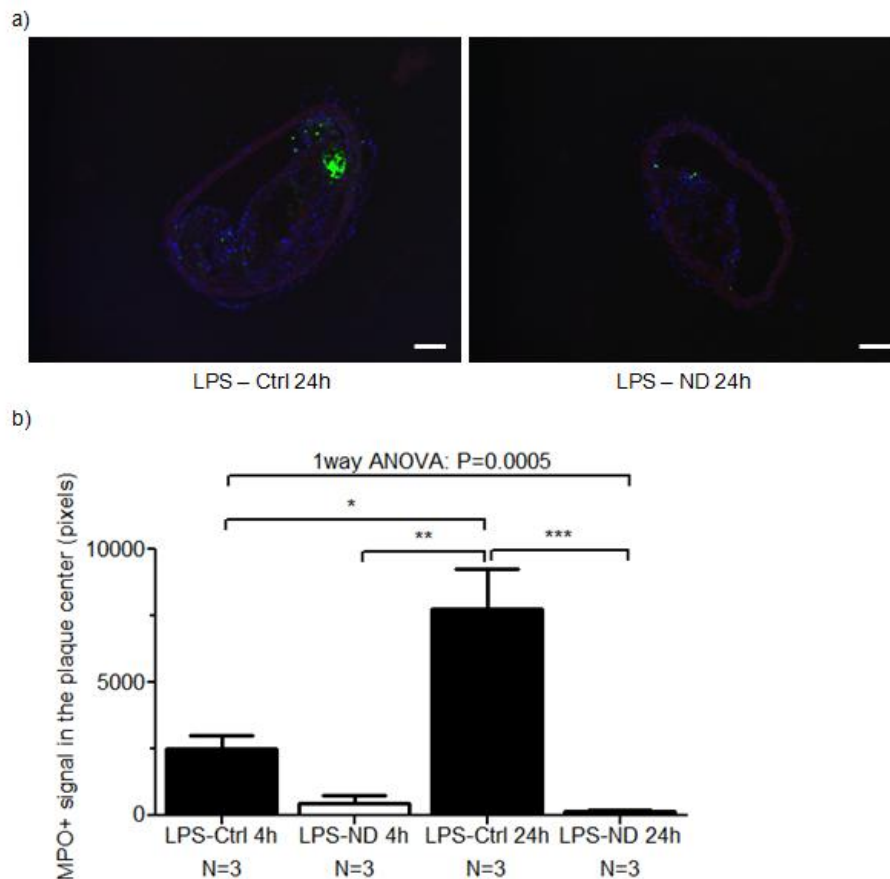 a)
LPS – Ctrl 24h
LPS – ND 24h
b)
1way ANOVA: P=0.0005
*
**
***
MPO+ signal in the plaque center (pixels)
10000
5000
0
LPS-Ctrl 4h LPS-ND 4h LPS-Ctrl 24h LPS-ND 24h
N=3 N=3 N=3 N=3